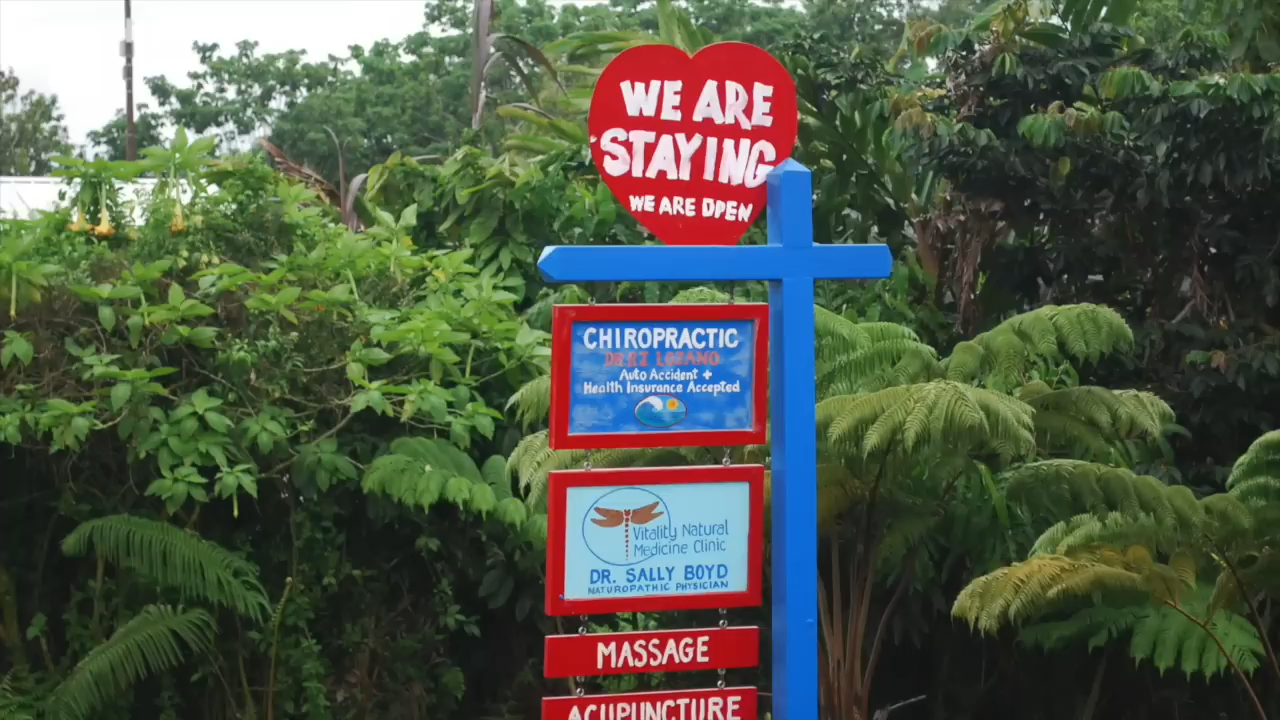 WE ARE
STAYING
WE ARE OPEN
CHIROPRACTIC
LOZANO
Auto Accident +
Health Insurance Accepted
Vitality Natural
Medicine Clinic
DR. SALLY BOYD
NATUROPATHIC PHYSICIAN
MASSAGE
ACUPUNCTURE